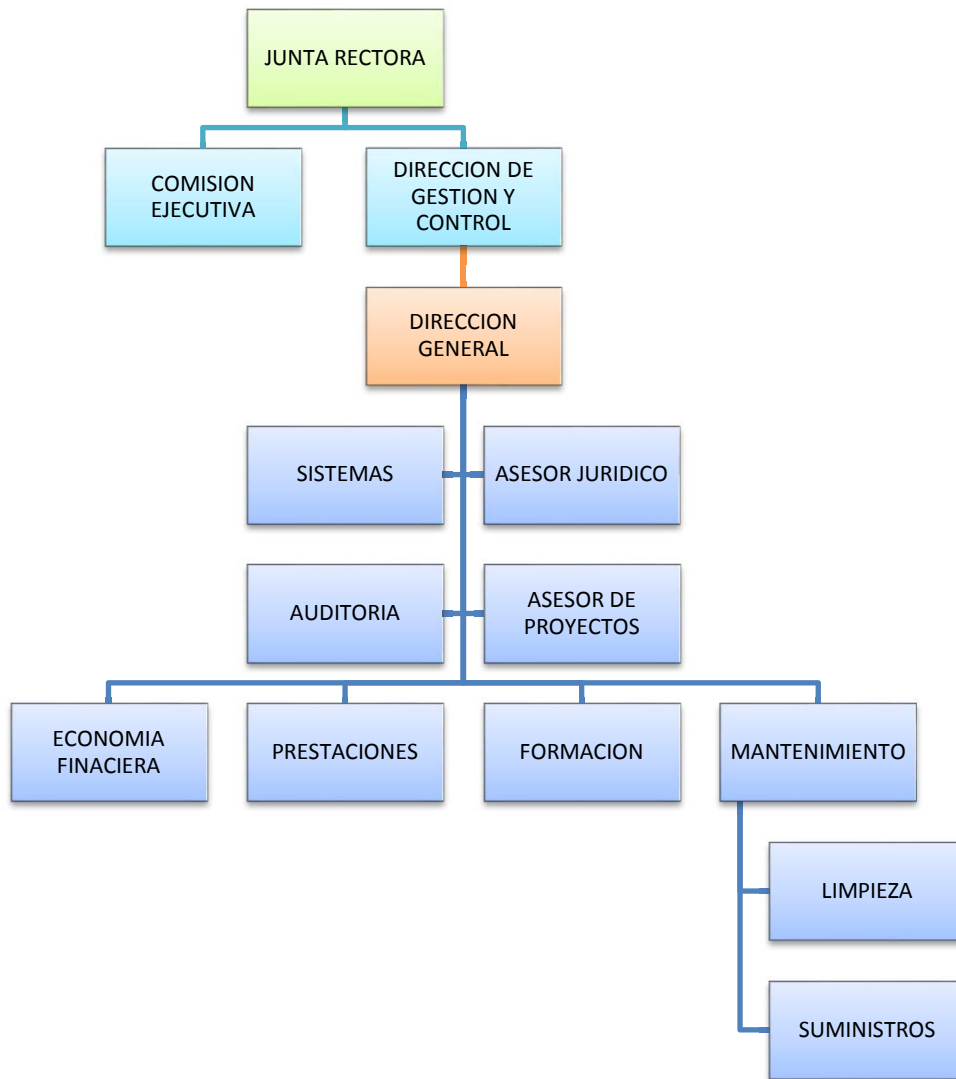 JUNTA RECTORA
COMISION
EJECUTIVA
DIRECCION DE
GESTION Y
CONTROL
DIRECCION
GENERAL
SISTEMAS
ASESOR JURIDICO
AUDITORIA
ASESOR DE
PROYECTOS
ECONOMIA
FINACIERA
PRESTACIONES
FORMACION
MANTENIMIENTO
LIMPIEZA
SUMINISTROS